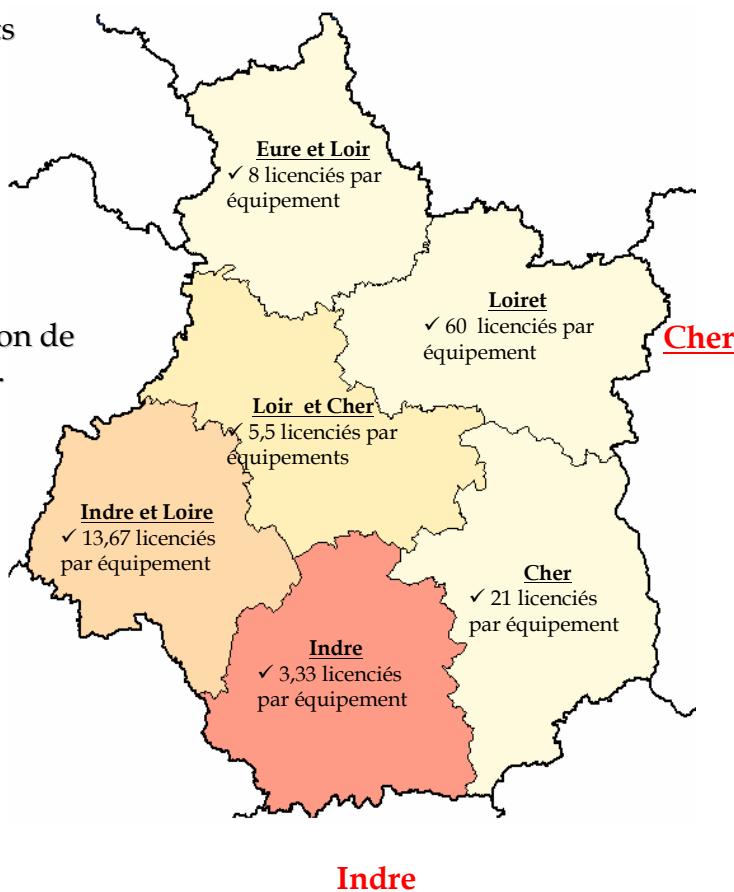 Eure et Loir
✓ 8 licenciés par
équipement
Loiret
✓ 60 licenciés par
équipement
Cher
on de
Loir et Cher
✓ 5,5 licenciés par
équipements
Indre et Loire
✓ 13,67 licenciés
par équipement
Cher
✓ 21 licenciés
par équipement
Indre
✓ 3,33 licenciés
par équipement
Indre